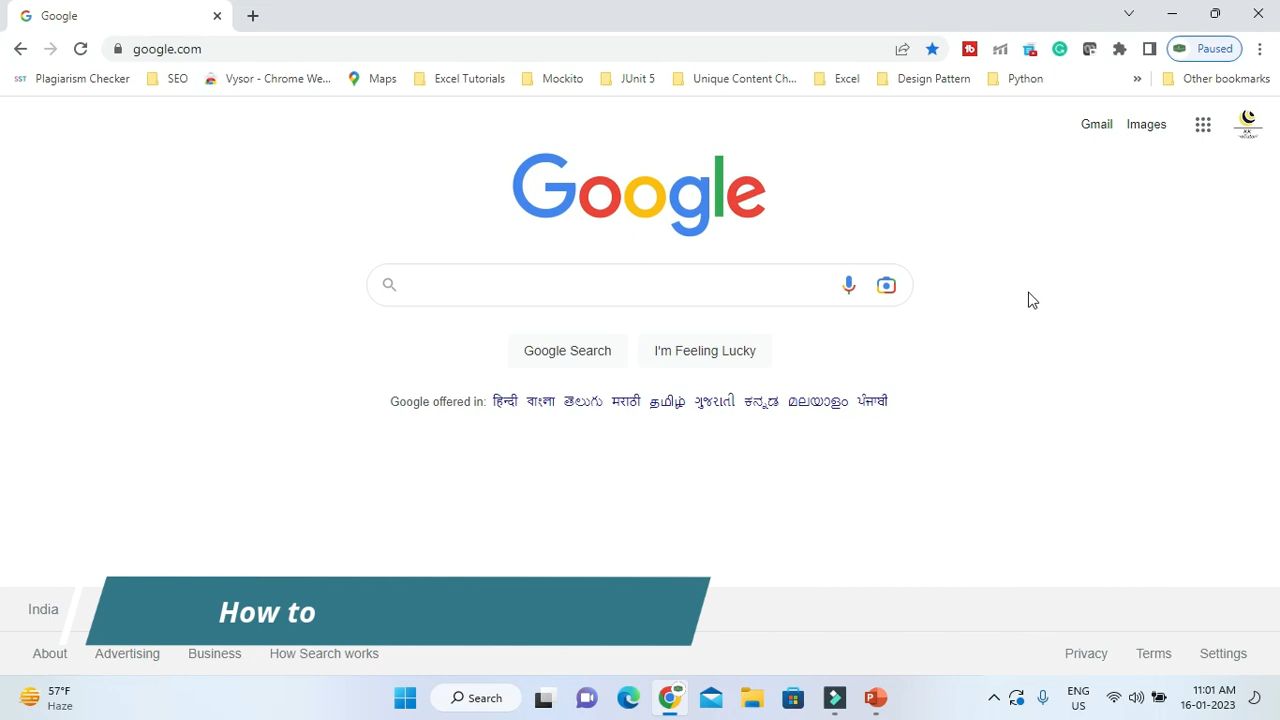 Google
google.com
Paused
SST Plagiarism Checker SEO Vysor - Chrome We... Maps Excel Tutorials Mockito JUnit 5 Unique Content Ch... Excel Design Pattern Python » Other bookmarks
Gmail Images
Google
Google Search I'm Feeling Lucky
Google offered in: हिन्दी বাংলা తెలుగు मराठी தமிழ் ગુજરાતી ಕನ್ನಡ മലയാളം ਪੰਜਾਬੀ
India
How to
About Advertising Business How Search works Privacy Terms Settings
57°F
Haze
Search
ENG
US
11:01 AM
16-01-2023